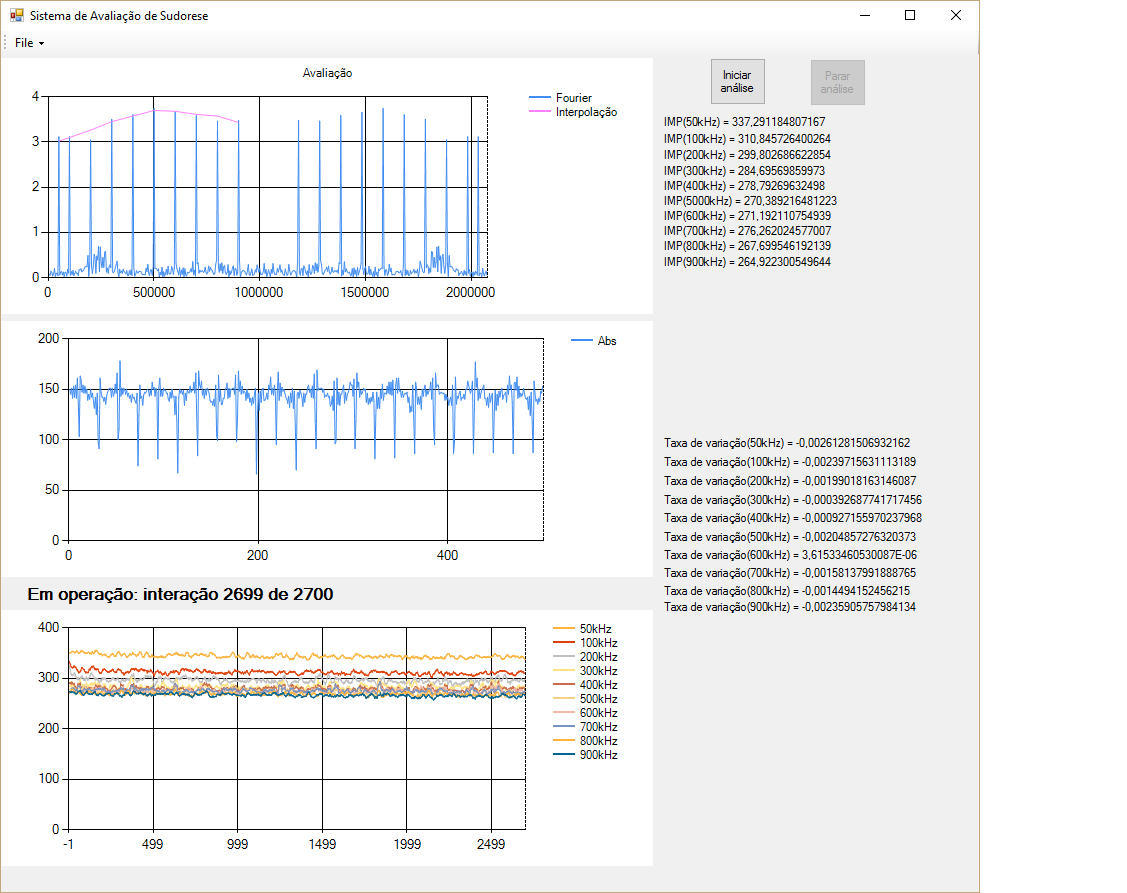 Sistema de Avaliação de Sudorese
File
Avaliação
4
3
2
1
0
0 500000 1000000 1500000 2000000
Fourier
Interpolação
Iniciar
análise
Parar
análise
IMP(50kHz) = 337,291184807167
IMP(100kHz) = 310,845726400264
IMP(200kHz) = 299,802686622854
IMP(300kHz) = 284,69569859973
IMP(400kHz) = 278,79269632498
IMP(5000kHz) = 270,389216481223
IMP(600kHz) = 271,192110754939
IMP(700kHz) = 276,262024577007
IMP(800kHz) = 267,699546192139
IMP(900kHz) = 264,922300549644
200
150
100
50
0
0 200 400
Abs
Taxa de variação(50kHz) = -0,00261281506932162
Taxa de variação(100kHz) = -0,00239715631113189
Taxa de variação(200kHz) = -0,00199018163146087
Taxa de variação(300kHz) = -0,000392687741717456
Taxa de variação(400kHz) = -0,000927155970237968
Taxa de variação(500kHz) = -0,00204857276320373
Taxa de variação(600kHz) = 3,61533460530087E-06
Taxa de variação(700kHz) = -0,00158137991888765
Taxa de variação(800kHz) = -0,0014494152456215
Taxa de variação(900kHz) = -0,00235905757984134
Em operação: interação 2699 de 2700
400
300
200
100
0
-1 499 999 1499 1999 2499
50kHz
100kHz
200kHz
300kHz
400kHz
500kHz
600kHz
700kHz
800kHz
900kHz